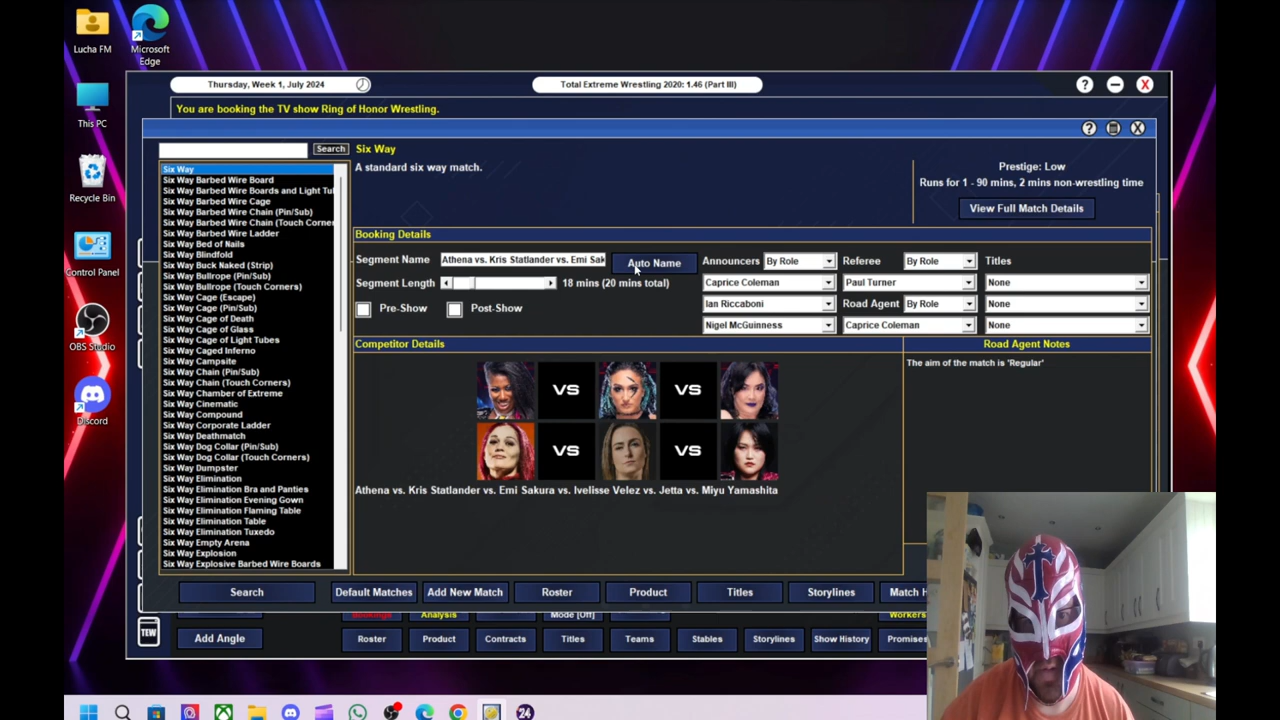 Lucha FM
Microsoft
Edge
This PC
Recycle Bin
Control Panel
OBS Studio
Discord
Thursday, Week 1, July 2024
Total Extreme Wrestling 2020: 1.46 (Part III)
? X
You are booking the TV show Ring of Honor Wrestling.
? X
Search
Six Way
A standard six way match.
Prestige: Low
Runs for 1 - 90 mins, 2 mins non-wrestling time
View Full Match Details
Six Way
Six Way Barbed Wire Board
Six Way Barbed Wire Boards and Light Tu
Six Way Barbed Wire Cage
Six Way Barbed Wire Chain (Pin/Sub)
Six Way Barbed Wire Chain (Touch Corner
Six Way Barbed Wire Ladder
Six Way Bed of Nails
Six Way Blindfold
Six Way Buck Naked (Strip)
Six Way Bullrope (Pin/Sub)
Six Way Bullrope (Touch Corners)
Six Way Cage (Escape)
Six Way Cage (Pin/Sub)
Six Way Cage of Death
Six Way Cage of Glass
Six Way Cage of Light Tubes
Six Way Caged Inferno
Six Way Campsite
Six Way Chain (Pin/Sub)
Six Way Chain (Touch Corners)
Six Way Chamber of Extreme
Six Way Cinematic
Six Way Compound
Six Way Corporate Ladder
Six Way Deathmatch
Six Way Dog Collar (Pin/Sub)
Six Way Dog Collar (Touch Corners)
Six Way Dumpster
Six Way Elimination
Six Way Elimination Bra and Panties
Six Way Elimination Evening Gown
Six Way Elimination Flaming Table
Six Way Elimination Table
Six Way Elimination Tuxedo
Six Way Empty Arena
Six Way Explosion
Six Way Explosive Barbed Wire Boards
Booking Details
Segment Name Athena vs. Kris Statlander vs. Emi Sak Auto Name
Segment Length 18 mins (20 mins total)
Pre-Show Post-Show
Announcers By Role Referee By Role Titles
Caprice Coleman Paul Turner None
Ian Riccaboni Road Agent By Role None
Nigel McGuinness Caprice Coleman None
Competitor Details
Road Agent Notes
The aim of the match is 'Regular'
VS VS
VS VS
Athena vs. Kris Statlander vs. Emi Sakura vs. Ivelisse Velez vs. Jetta vs. Miyu Yamashita
Search Default Matches Add New Match Roster Product Titles Storylines Match H
Bookings Analysis Mode [Off] Workers
TEW
Add Angle Roster Product Contracts Titles Teams Stables Storylines Show History Promises
24